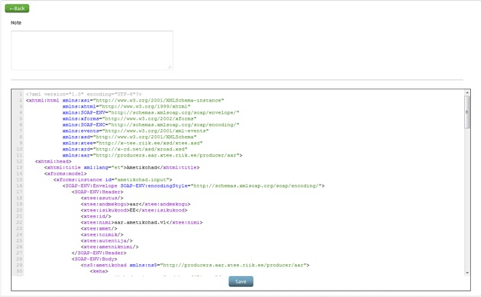 ←Back
Note
1 <?xml version="1.0" encoding="UTF-8"?>
2 <xhtml:html xmlns:xsi="http://www.w3.org/2001/XMLSchema-instance"
3 xmlns:xhtml="http://www.w3.org/1999/xhtml"
4 xmlns:SOAP-ENV="http://schemas.xmlsoap.org/soap/envelope/"
5 xmlns:xforms="http://www.w3.org/2002/xforms"
6 xmlns:SOAP-ENC="http://schemas.xmlsoap.org/soap/encoding/"
7 xmlns:events="http://www.w3.org/2001/xml-events"
8 xmlns:xsd="http://www.w3.org/2001/XMLSchema"
9 xmlns:xtee="http://x-tee.riik.ee/xsd/xtee.xsd"
10 xmlns:xrd="http://x-rd.net/xsd/xroad.xsd"
11 xmlns:aar="http://producers.aar.xtee.riik.ee/producer/aar">
12 <xhtml:head>
13 <xhtml:title xml:lang="et">Ametikohad</xhtml:title>
14 <xforms:model>
15 <xforms:instance id="ametikohad.input">
16 <SOAP-ENV:Envelope SOAP-ENV:encodingStyle="http://schemas.xmlsoap.org/soap/encoding/">
17 <SOAP-ENV:Header>
18 <xtee:asutus/>
19 <xtee:andmekogu>aar</xtee:andmekogu>
20 <xtee:isikukood>EE</xtee:isikukood>
21 <xtee:id/>
22 <xtee:nimi>aar.ametikohad.v1</xtee:nimi>
23 <xtee:amet/>
24 <xtee:toimik/>
25 <xtee:autentija/>
26 <xtee:ametniknimi/>
27 </SOAP-ENV:Header>
28 <SOAP-ENV:Body>
29 <ns5:ametikohad xmlns:ns5="http://producers.aar.xtee.riik.ee/producer/aar">
30 <keha>
Save